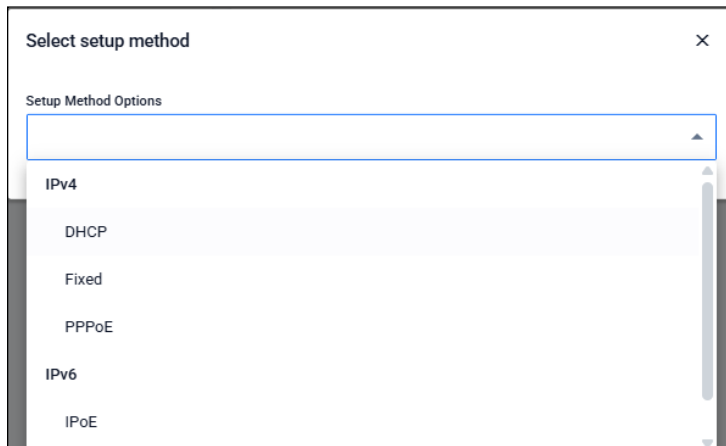 Select setup method
Setup Method Options
IPv4
DHCP
Fixed
PPPoE
IPv6
IPoE